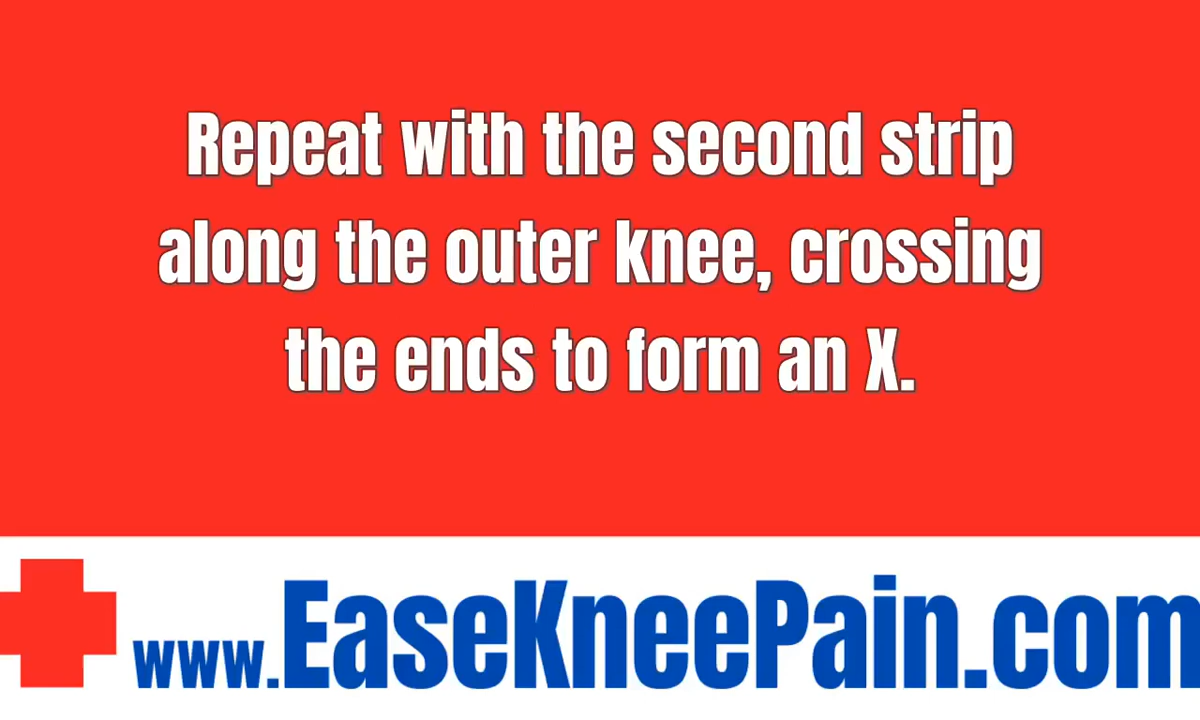 Repeat with the second strip
along the outer knee, crossing
the ends to form an X.
www.EaseKneePain.com